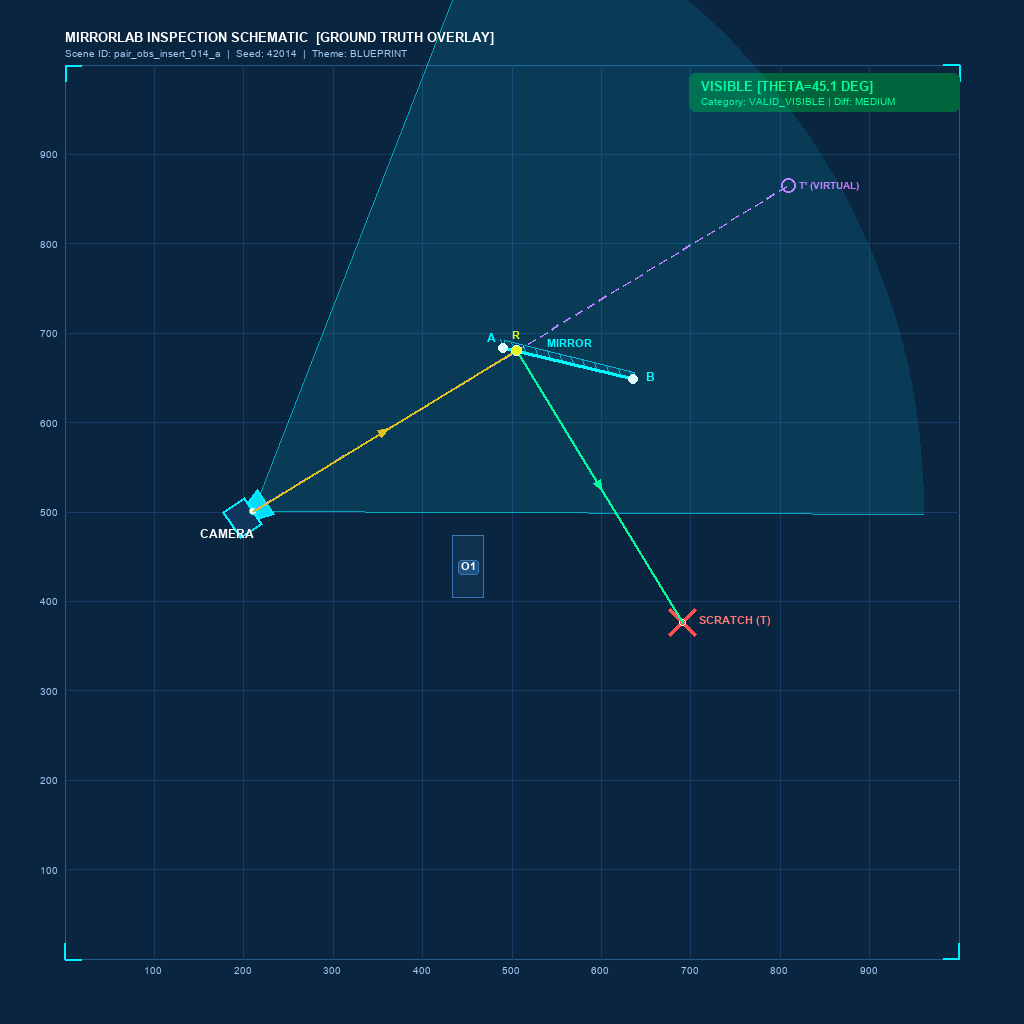 MIRRORLAB INSPECTION SCHEMATIC [GROUND TRUTH OVERLAY]
Scene ID: pair_obs_insert_014_a | Seed: 42014 | Theme: BLUEPRINT
VISIBLE [THETA=45.1 DEG]
Category: VALID_VISIBLE | Diff: MEDIUM
900
T' (VIRTUAL)
800
700
A
R
MIRROR
B
600
500
CAMERA
O1
400
SCRATCH (T)
300
200
100
100 200 300 400 500 600 700 800 900